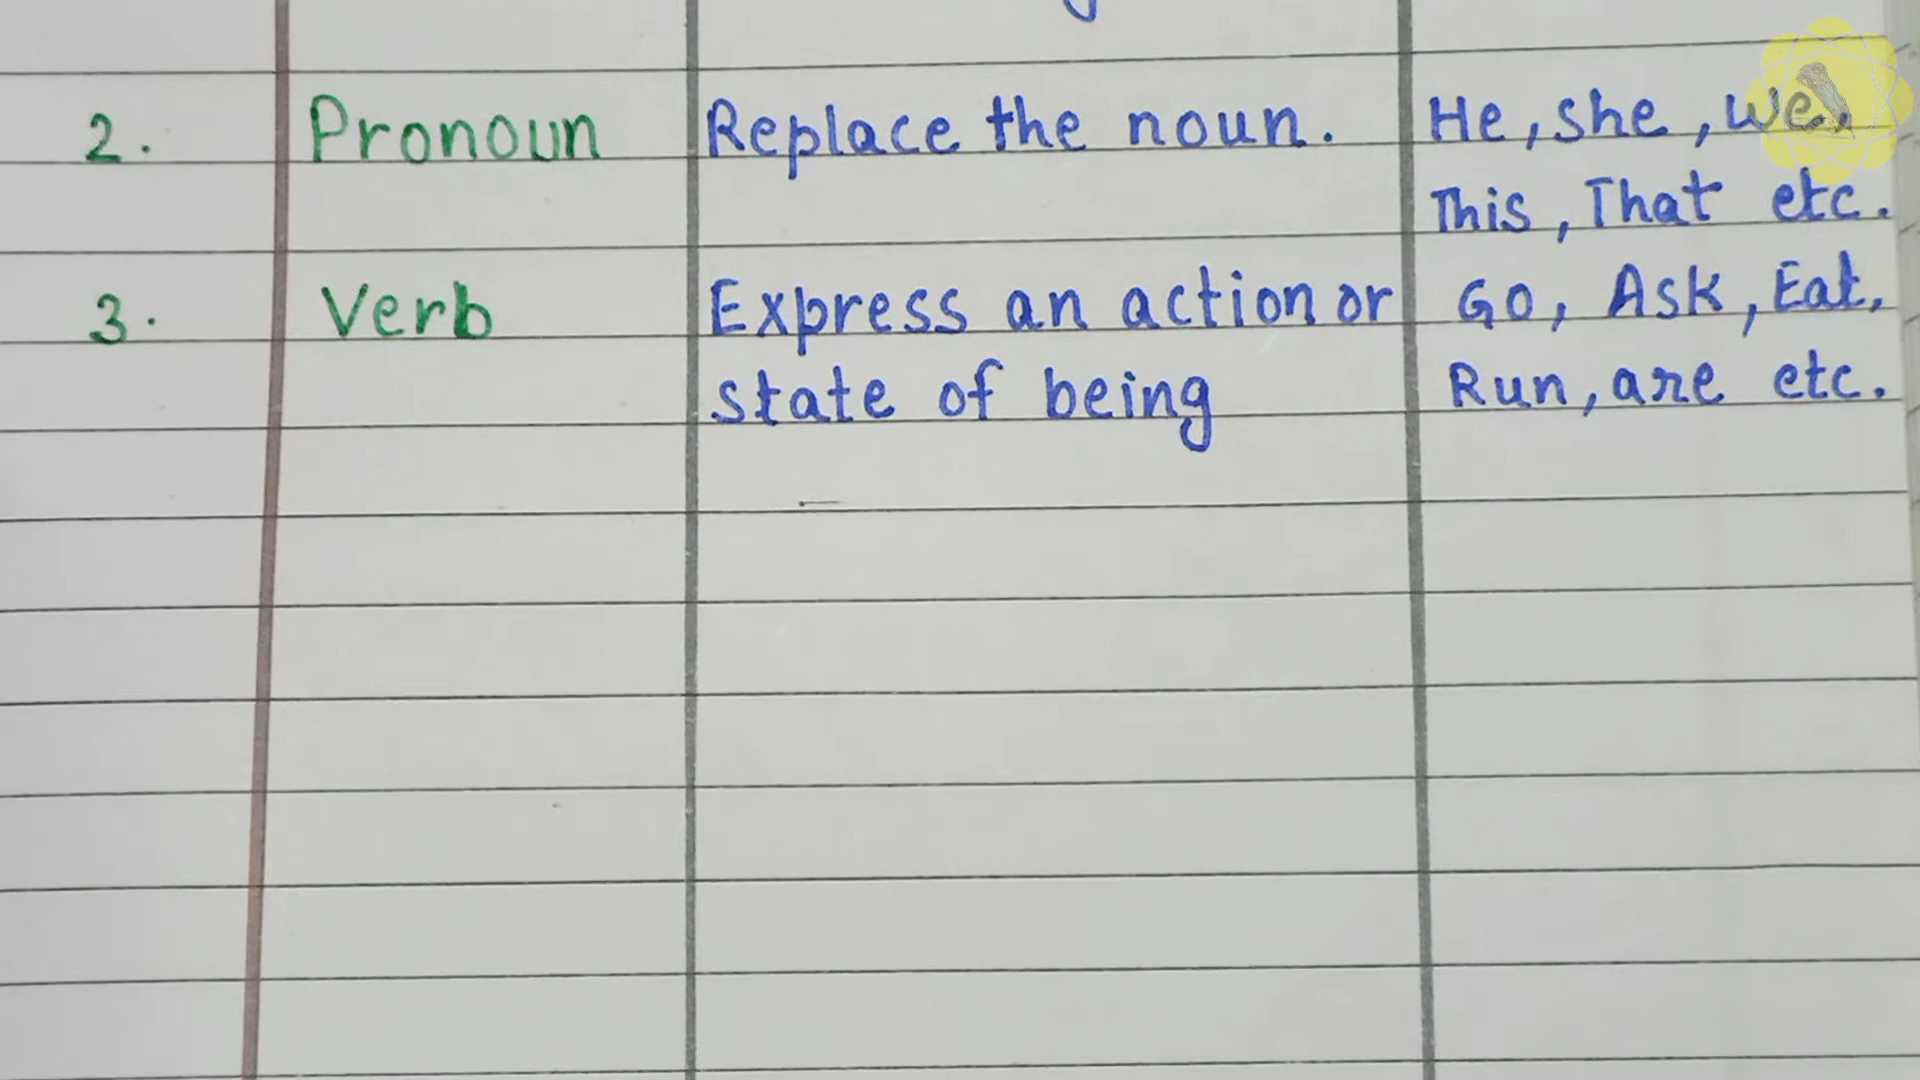 2. Pronoun Replace the noun. He, she, we,
This, That etc.
3. Verb Express an action or Go, Ask, Eat,
state of being Run, are etc.